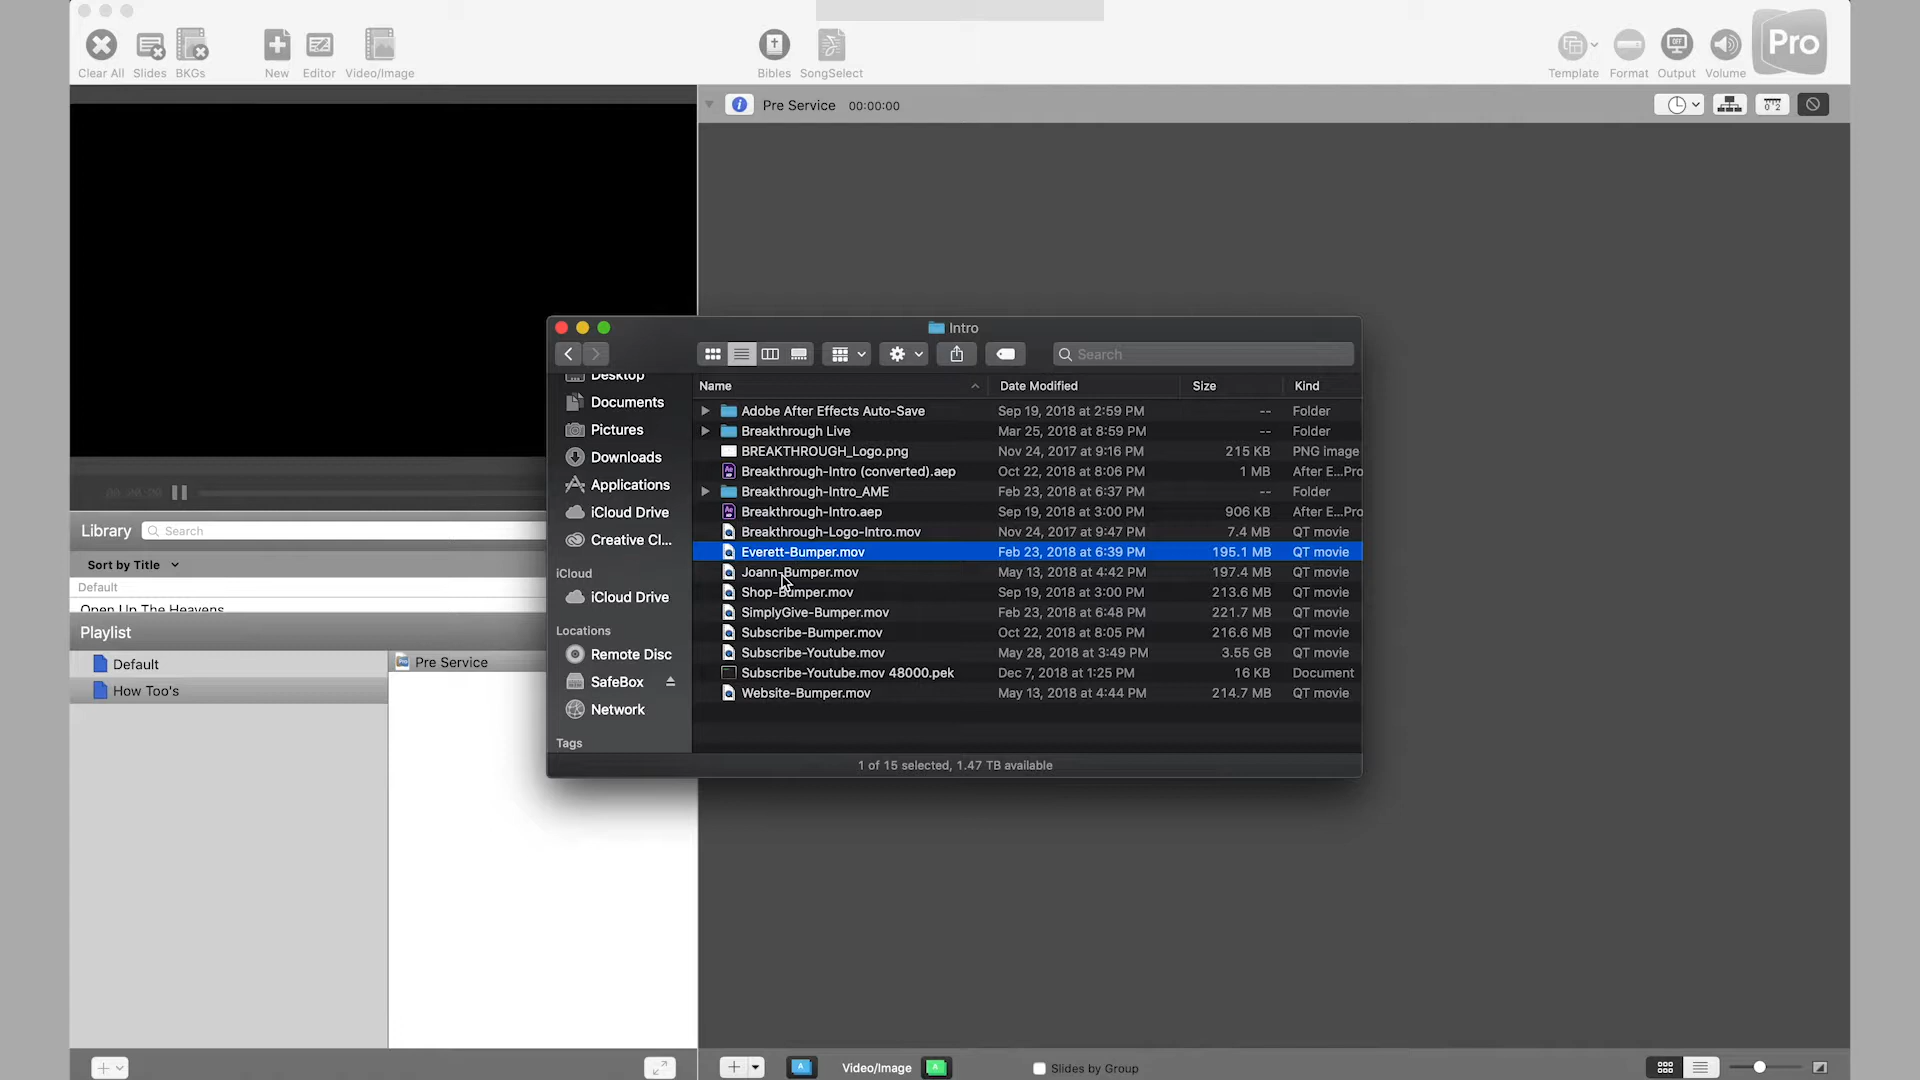 Clear All Slides BKGs New Editor Video/Image Bibles SongSelect Template Format Output Volume Pro
Pre Service 00:00:00
Library Search
Sort by Title
Default
Open Up The Heavens
Playlist
Default
How Too's
Pre Service
Intro
Search
Desktop
Documents
Pictures
Downloads
Applications
iCloud Drive
Creative Cl...
iCloud
iCloud Drive
Locations
Remote Disc
SafeBox
Network
Tags
Name Date Modified Size Kind
Adobe After Effects Auto-Save Sep 19, 2018 at 2:59 PM -- Folder
Breakthrough Live Mar 25, 2018 at 8:59 PM -- Folder
BREAKTHROUGH_Logo.png Nov 24, 2017 at 9:16 PM 215 KB PNG image
Breakthrough-Intro (converted).aep Oct 22, 2018 at 8:06 PM 1 MB After E...Pro
Breakthrough-Intro_AME Feb 23, 2018 at 6:37 PM -- Folder
Breakthrough-Intro.aep Sep 19, 2018 at 3:00 PM 906 KB After E...Pro
Breakthrough-Logo-Intro.mov Nov 24, 2017 at 9:47 PM 7.4 MB QT movie
Everett-Bumper.mov Feb 23, 2018 at 6:39 PM 195.1 MB QT movie
Joann-Bumper.mov May 13, 2018 at 4:42 PM 197.4 MB QT movie
Shop-Bumper.mov Sep 19, 2018 at 3:00 PM 213.6 MB QT movie
SimplyGive-Bumper.mov Feb 23, 2018 at 6:48 PM 221.7 MB QT movie
Subscribe-Bumper.mov Oct 22, 2018 at 8:05 PM 216.6 MB QT movie
Subscribe-Youtube.mov May 28, 2018 at 3:49 PM 3.55 GB QT movie
Subscribe-Youtube.mov 48000.pek Dec 7, 2018 at 1:25 PM 16 KB Document
Website-Bumper.mov May 13, 2018 at 4:44 PM 214.7 MB QT movie
1 of 15 selected, 1.47 TB available
Video/Image
Slides by Group